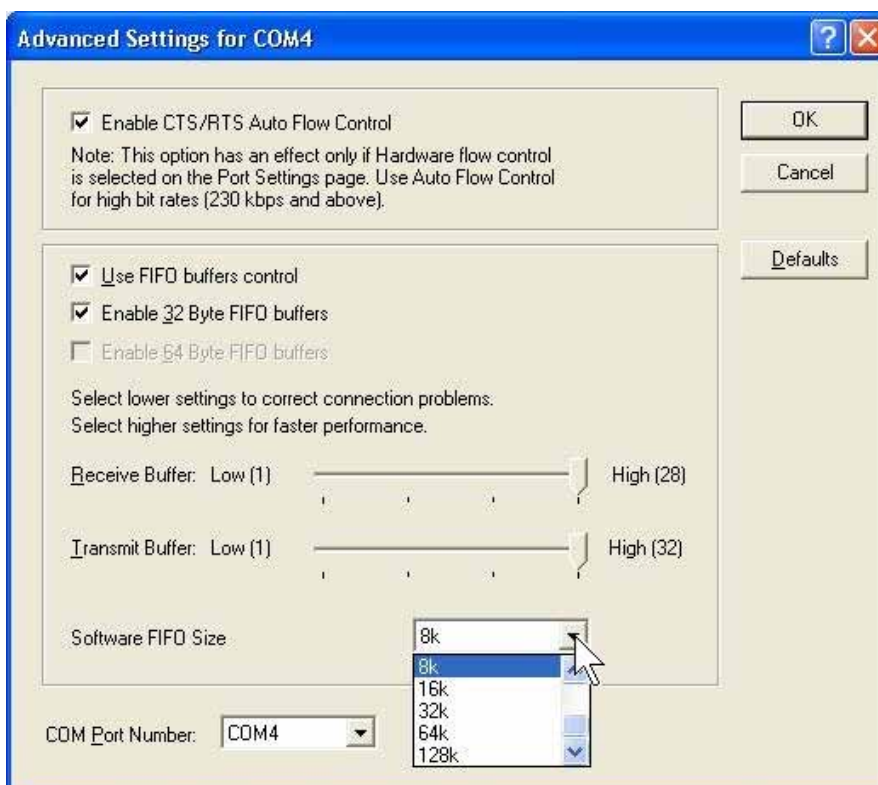 Advanced Settings for COM4
?
Enable CTS/RTS Auto Flow Control
Note: This option has an effect only if Hardware flow control
is selected on the Port Settings page. Use Auto Flow Control
for high bit rates (230 kbps and above).
OK
Cancel
Defaults
Use FIFO buffers control
Enable 32 Byte FIFO buffers
Enable 64 Byte FIFO buffers
Select lower settings to correct connection problems.
Select higher settings for faster performance.
Receive Buffer: Low (1) High (28)
Transmit Buffer: Low (1) High (32)
Software FIFO Size 8k
8k
16k
32k
64k
128k
COM Port Number: COM4